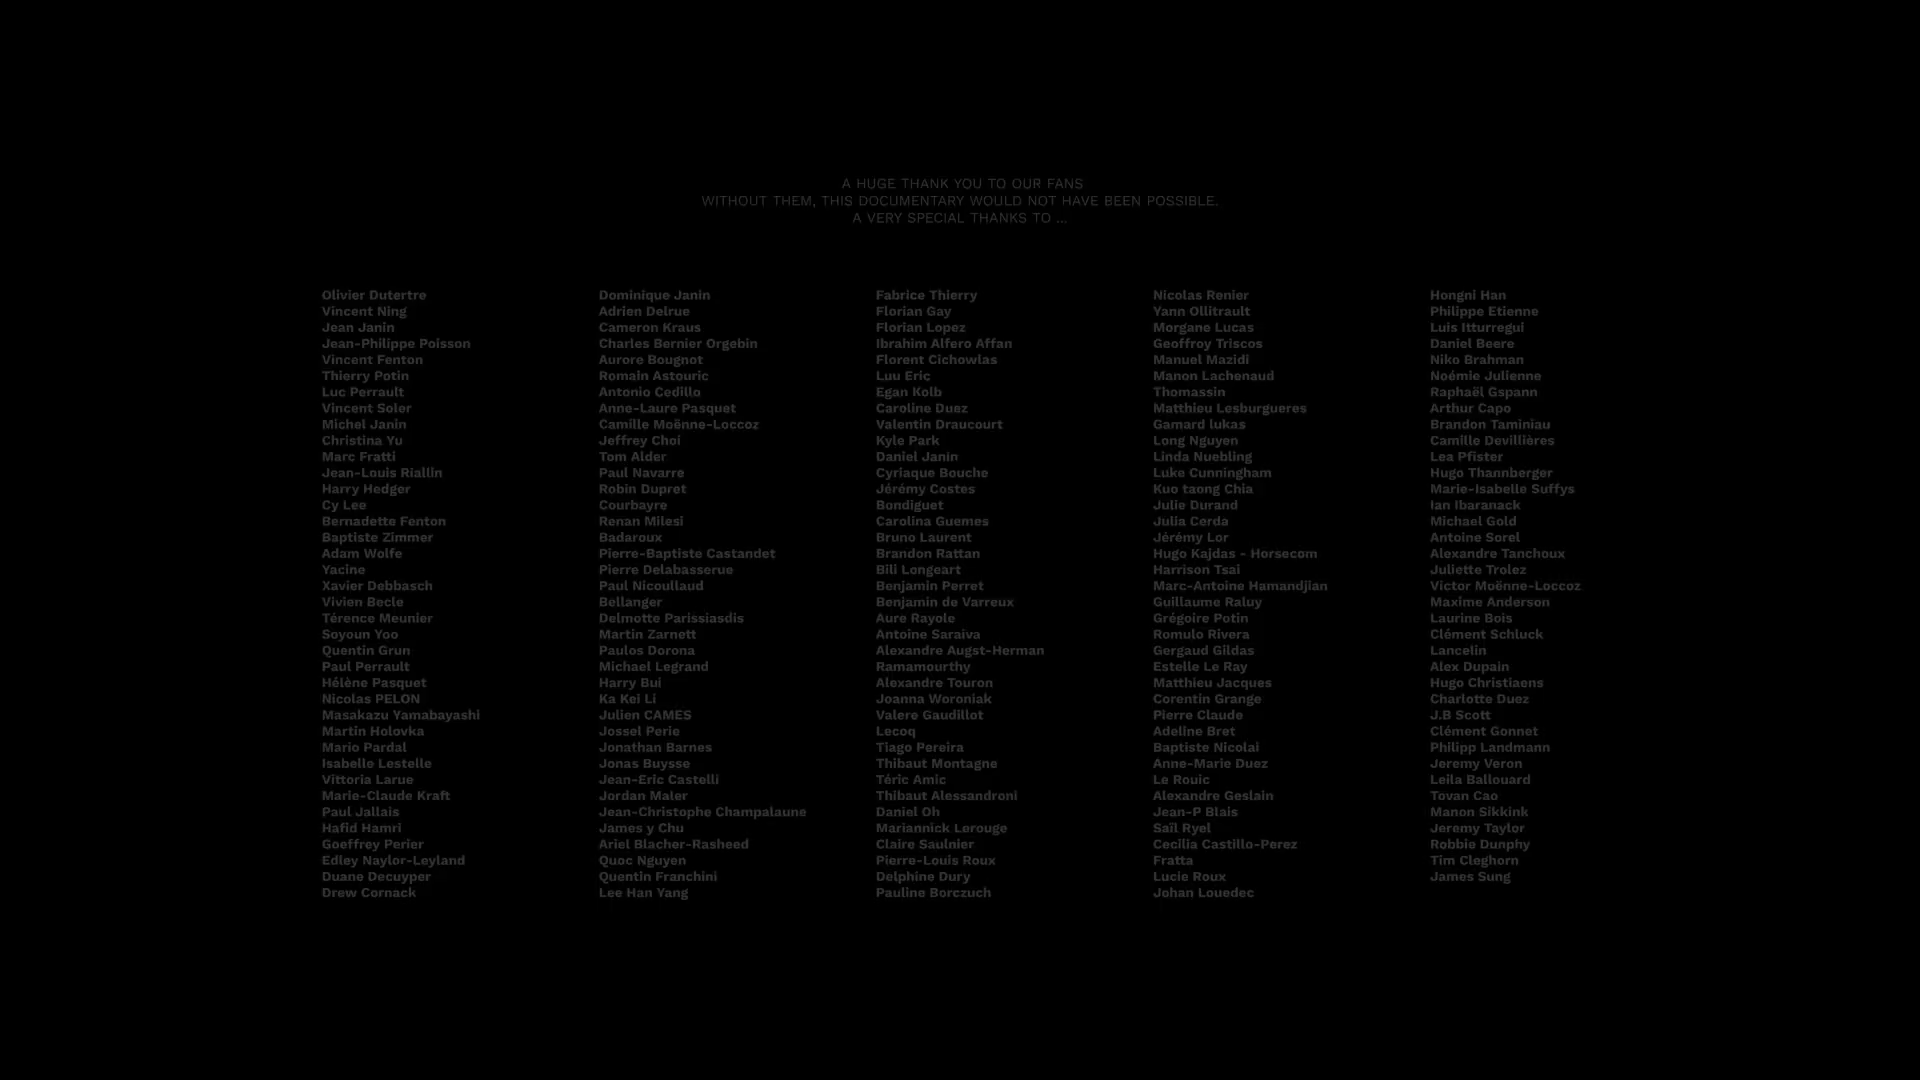 A HUGE THANK YOU TO OUR FANS
WITHOUT THEM, THIS DOCUMENTARY WOULD NOT HAVE BEEN POSSIBLE.
A VERY SPECIAL THANKS TO ...
Olivier Dutertre
Vincent Ning
Jean Janin
Jean-Philippe Poisson
Vincent Fenton
Thierry Potin
Luc Perrault
Vincent Soler
Michel Janin
Christina Yu
Marc Fratti
Jean-Louis Riallin
Harry Hedger
Cy Lee
Bernadette Fenton
Baptiste Zimmer
Adam Wolfe
Yacine
Xavier Debbasch
Vivien Becle
Térence Meunier
Soyoun Yoo
Quentin Grun
Paul Perrault
Hélène Pasquet
Nicolas PELON
Masakazu Yamabayashi
Martin Holovka
Mario Pardal
Isabelle Lestelle
Vittoria Larue
Marie-Claude Kraft
Paul Jallais
Hafid Hamri
Goeffrey Perier
Edley Naylor-Leyland
Duane Decuyper
Drew Cornack
Dominique Janin
Adrien Delrue
Cameron Kraus
Charles Bernier Orgebin
Aurore Bougnot
Romain Astouric
Antonio Cedillo
Anne-Laure Pasquet
Camille Moënne-Loccoz
Jeffrey Choi
Tom Alder
Paul Navarre
Robin Dupret
Courbayre
Renan Milesi
Badaroux
Pierre-Baptiste Castandet
Pierre Delabasserue
Paul Nicoullaud
Bellanger
Delmotte Parissiasdis
Martin Zarnett
Paulos Dorona
Michael Legrand
Harry Bui
Ka Kei Li
Julien CAMES
Jossel Perie
Jonathan Barnes
Jonas Buysse
Jean-Eric Castelli
Jordan Maler
Jean-Christophe Champalaune
James y Chu
Ariel Blacher-Rasheed
Quoc Nguyen
Quentin Franchini
Lee Han Yang
Fabrice Thierry
Florian Gay
Florian Lopez
Ibrahim Alfero Affan
Florent Cichowlas
Luu Eric
Egan Kolb
Caroline Duez
Valentin Draucourt
Kyle Park
Daniel Janin
Cyriaque Bouche
Jérémy Costes
Bondiguet
Carolina Guemes
Bruno Laurent
Brandon Rattan
Bili Longeart
Benjamin Perret
Benjamin de Varreux
Aure Rayole
Antoine Saraiva
Alexandre Augst-Herman
Ramamourthy
Alexandre Touron
Joanna Woroniak
Valere Gaudillot
Lecoq
Tiago Pereira
Thibaut Montagne
Téric Amic
Thibaut Alessandroni
Daniel Oh
Mariannick Lerouge
Claire Saulnier
Pierre-Louis Roux
Delphine Dury
Pauline Borczuch
Nicolas Renier
Yann Ollitrault
Morgane Lucas
Geoffroy Triscos
Manuel Mazidi
Manon Lachenaud
Thomassin
Matthieu Lesburgueres
Gamard lukas
Long Nguyen
Linda Nuebling
Luke Cunningham
Kuo taong Chia
Julie Durand
Julia Cerda
Jérémy Lor
Hugo Kajdas - Horsecom
Harrison Tsai
Marc-Antoine Hamandjian
Guillaume Raluy
Grégoire Potin
Romulo Rivera
Gergaud Gildas
Estelle Le Ray
Matthieu Jacques
Corentin Grange
Pierre Claude
Adeline Bret
Baptiste Nicolai
Anne-Marie Duez
Le Rouic
Alexandre Geslain
Jean-P Blais
Saïl Ryel
Cecilia Castillo-Perez
Fratta
Lucie Roux
Johan Louedec
Hongni Han
Philippe Etienne
Luis Itturregui
Daniel Beere
Niko Brahman
Noémie Julienne
Raphaël Gspann
Arthur Capo
Brandon Taminiau
Camille Devillières
Lea Pfister
Hugo Thannberger
Marie-Isabelle Suffys
Ian Ibaranack
Michael Gold
Antoine Sorel
Alexandre Tanchoux
Juliette Trolez
Victor Moënne-Loccoz
Maxime Anderson
Laurine Bois
Clément Schluck
Lancelin
Alex Dupain
Hugo Christiaens
Charlotte Duez
J.B Scott
Clément Gonnet
Philipp Landmann
Jeremy Veron
Leila Ballouard
Tovan Cao
Manon Sikkink
Jeremy Taylor
Robbie Dunphy
Tim Cleghorn
James Sung